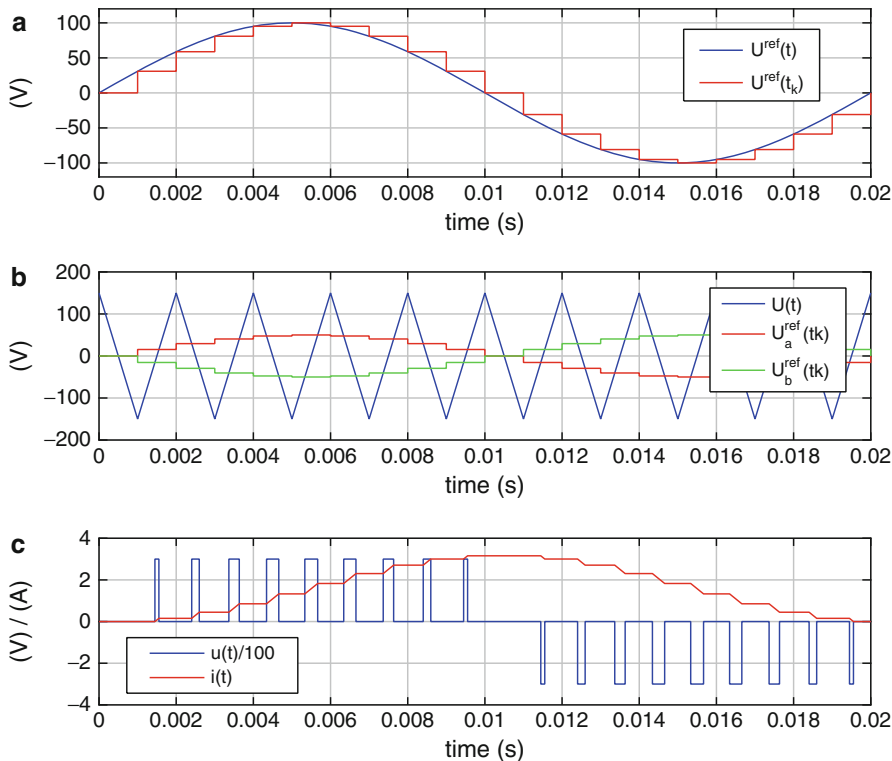 a
100
50
0
−50
−100
(V)
U^ref(t)
U^ref(t_k)
0 0.002 0.004 0.006 0.008 0.01 0.012 0.014 0.016 0.018 0.02
time (s)
b
200
100
0
−100
−200
(V)
U(t)
U_a^ref(tk)
U_b^ref(tk)
0 0.002 0.004 0.006 0.008 0.01 0.012 0.014 0.016 0.018 0.02
time (s)
c
4
2
0
−2
−4
(V) / (A)
u(t)/100
i(t)
0 0.002 0.004 0.006 0.008 0.01 0.012 0.014 0.016 0.018 0.02
time (s)